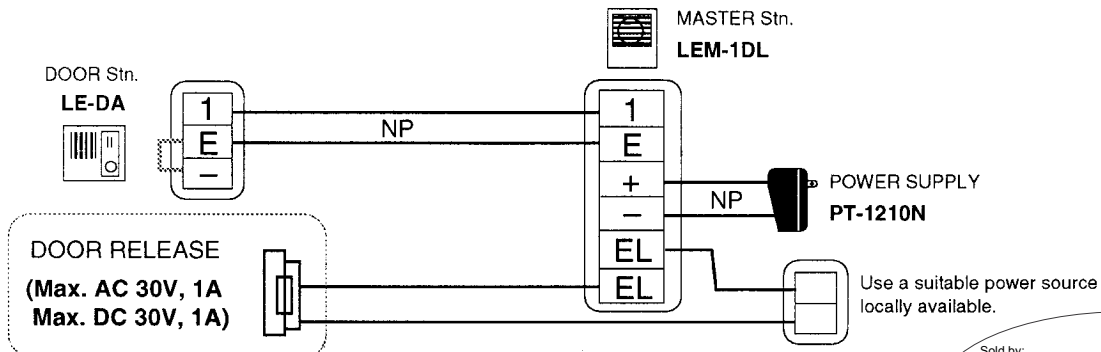 MASTER Stn.
LEM-1DL
DOOR Stn.
LE-DA
1
E
–
NP
1
E
+
–
EL
EL
NP
POWER SUPPLY
PT-1210N
DOOR RELEASE
(Max. AC 30V, 1A
Max. DC 30V, 1A)
Use a suitable power source
locally available.
Sold by: